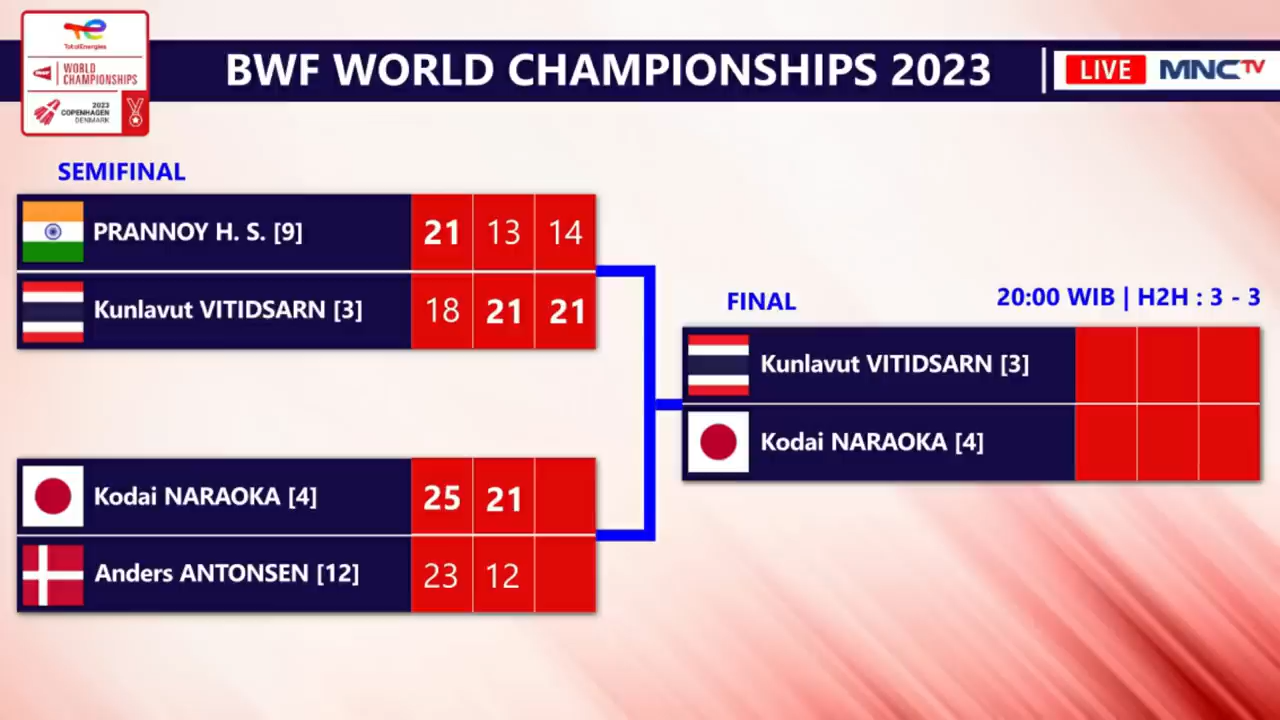 TotalEnergies
BWF
WORLD
CHAMPIONSHIPS
2023
COPENHAGEN
DENMARK
BWF WORLD CHAMPIONSHIPS 2023
LIVE
MNCTV
SEMIFINAL
PRANNOY H. S. [9] 21 13 14
Kunlavut VITIDSARN [3] 18 21 21
Kodai NARAOKA [4] 25 21
Anders ANTONSEN [12] 23 12
FINAL
20:00 WIB | H2H : 3 - 3
Kunlavut VITIDSARN [3]
Kodai NARAOKA [4]